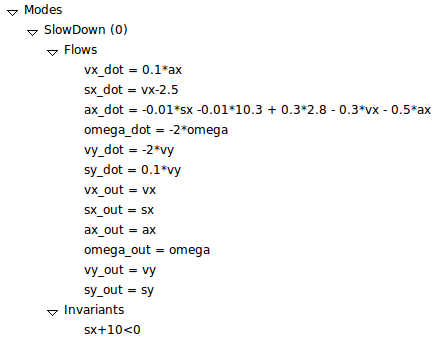 Modes
SlowDown (0)
Flows
vx_dot = 0.1*ax
sx_dot = vx-2.5
ax_dot = -0.01*sx -0.01*10.3 + 0.3*2.8 - 0.3*vx - 0.5*ax
omega_dot = -2*omega
vy_dot = -2*vy
sy_dot = 0.1*vy
vx_out = vx
sx_out = sx
ax_out = ax
omega_out = omega
vy_out = vy
sy_out = sy
Invariants
sx+10<0